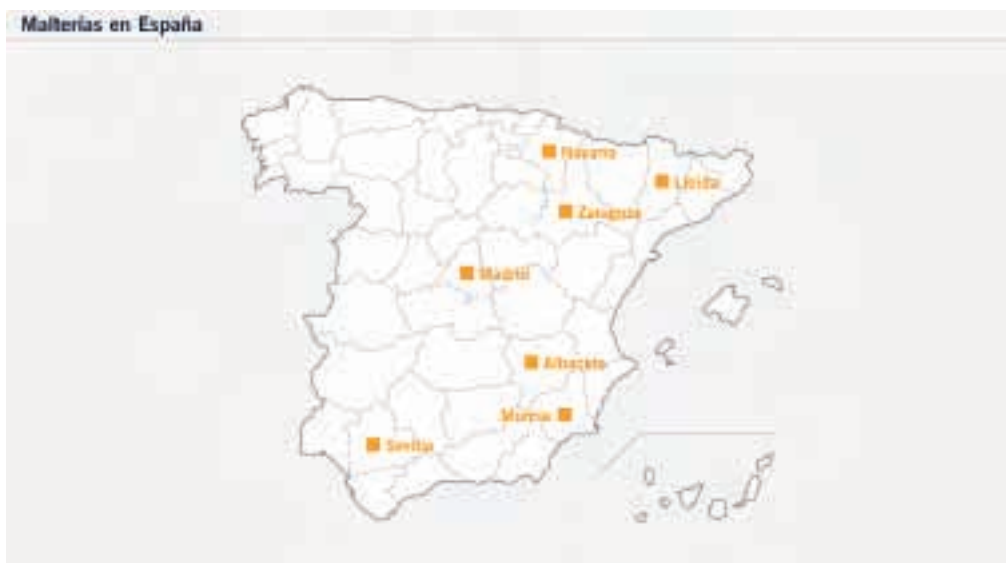 Malterías en España
Navarra
Lleida
Zaragoza
Madrid
Albacete
Murcia
Sevilla